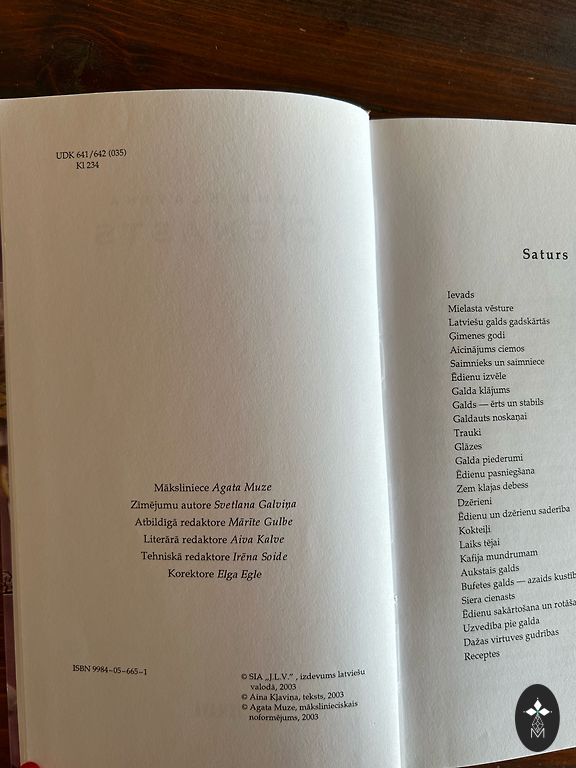 UDK 641/642 (035)
Kl 234
Māksliniece Agata Muze
Zīmējumu autore Svetlana Galviņa
Atbildīgā redaktore Mārīte Gulbe
Literārā redaktore Aiva Kalve
Tehniskā redaktore Irēna Soide
Korektore Elga Egle
ISBN 9984-05-665-1
© SIA „J.L.V.” , izdevums latviešu
valodā, 2003
© Aina Kļaviņa, teksts, 2003
© Agata Muze, mākslinieciskais
noformējums, 2003
Saturs
Ievads
Mielasta vēsture
Latviešu galds gadskārtās
Ģimenes godi
Aicinājums ciemos
Saimnieks un saimniece
Ēdienu izvēle
Galda klājums
Galds — ērts un stabils
Galdauts noskaņai
Trauki
Glāzes
Galda piederumi
Ēdienu pasniegšana
Zem klajas debess
Dzērieni
Ēdienu un dzērienu saderība
Kokteiļi
Laiks tējai
Kafija mundrumam
Aukstais galds
Bufetes galds — azaids kustīb
Siera cienasts
Ēdienu sakārtošana un rotāša
Uzvedība pie galda
Dažas virtuves gudrības
Receptes